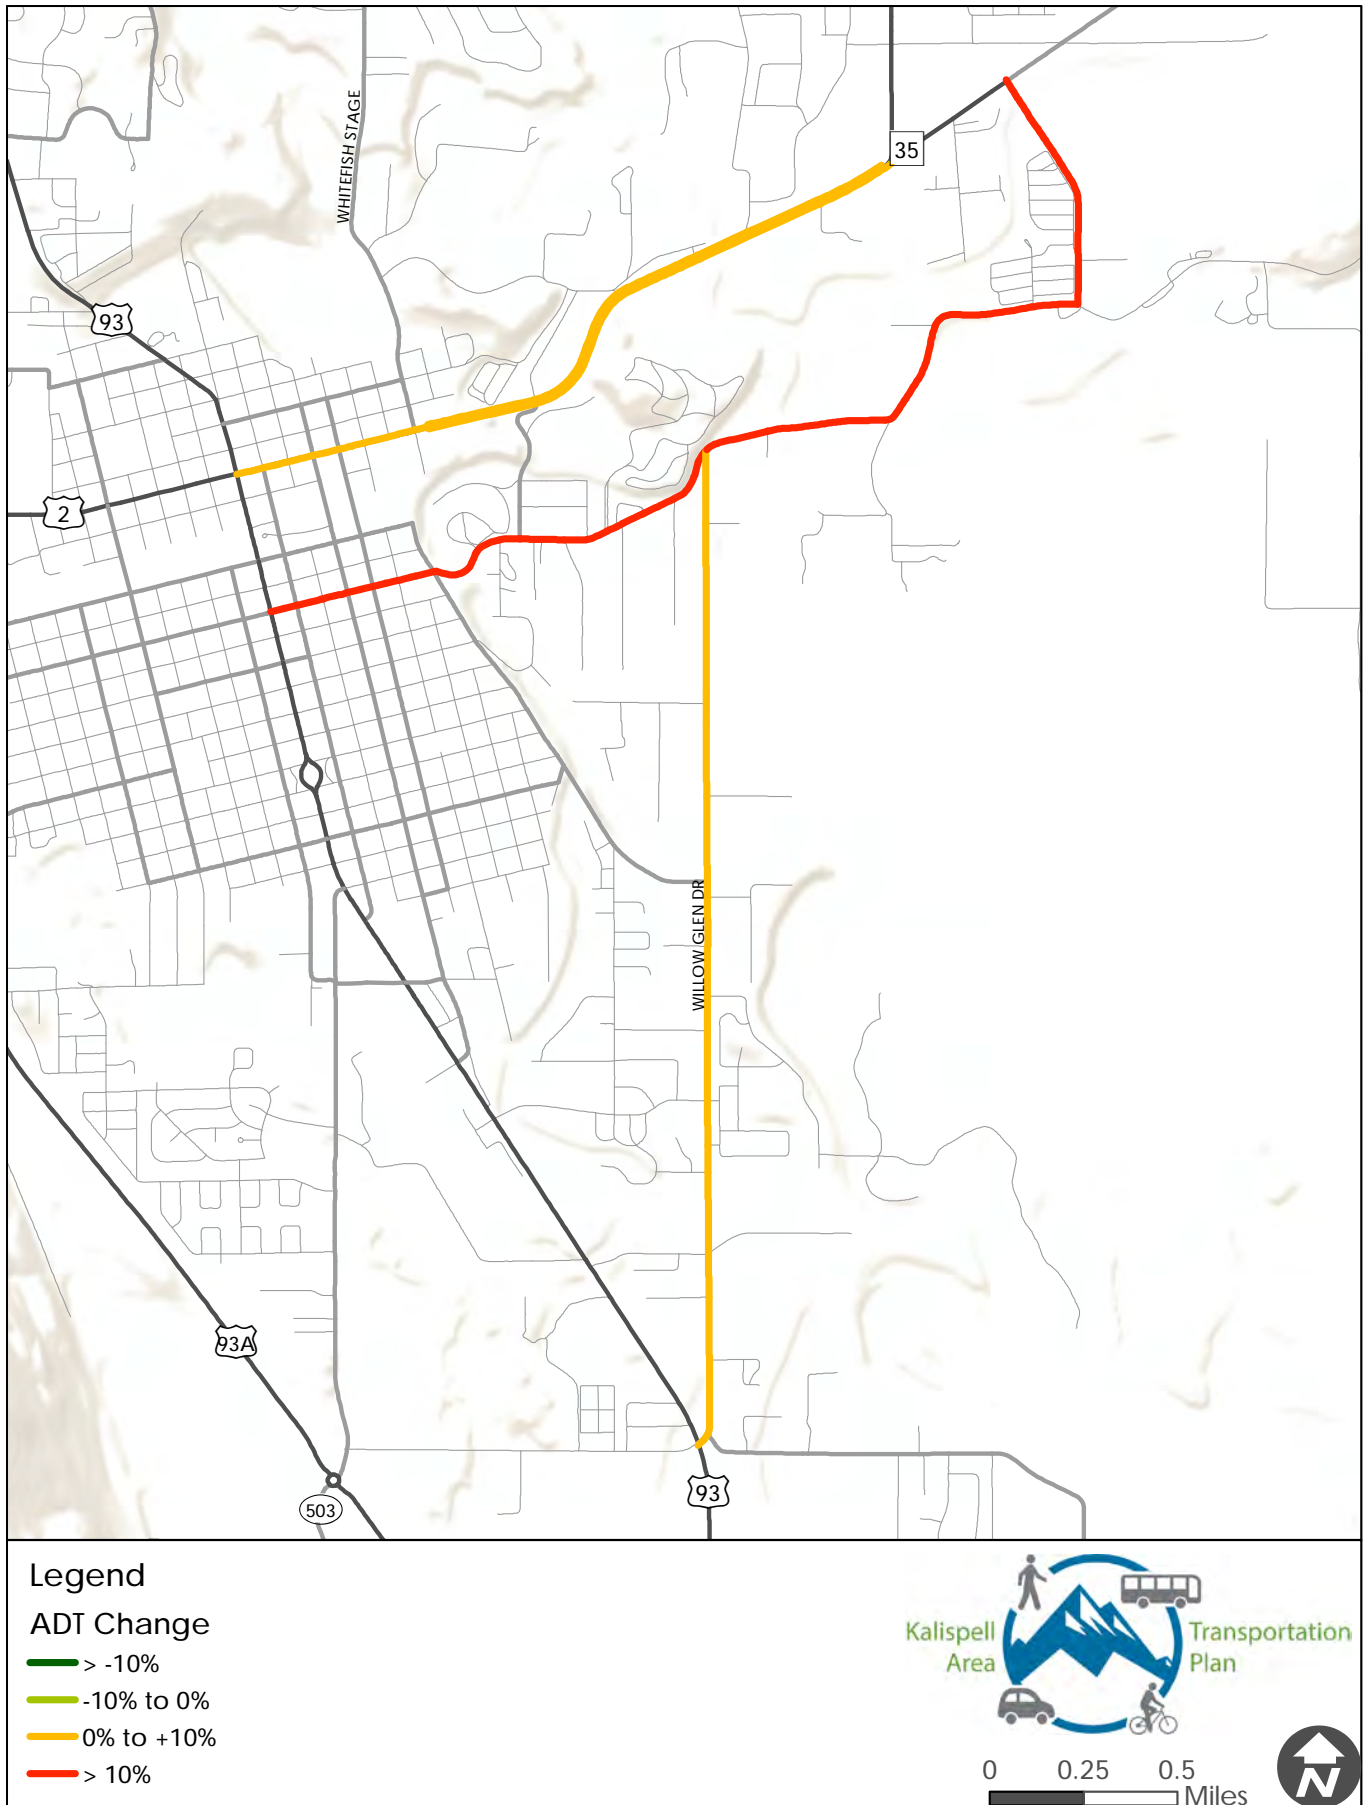 WHITEFISH STAGE
35
93
2
WILLOW GLEN DR
93A
503
93
Legend
ADT Change
> -10%
-10% to 0%
0% to +10%
> 10%
Kalispell
Area
Transportation
Plan
0 0.25 0.5
Miles
N